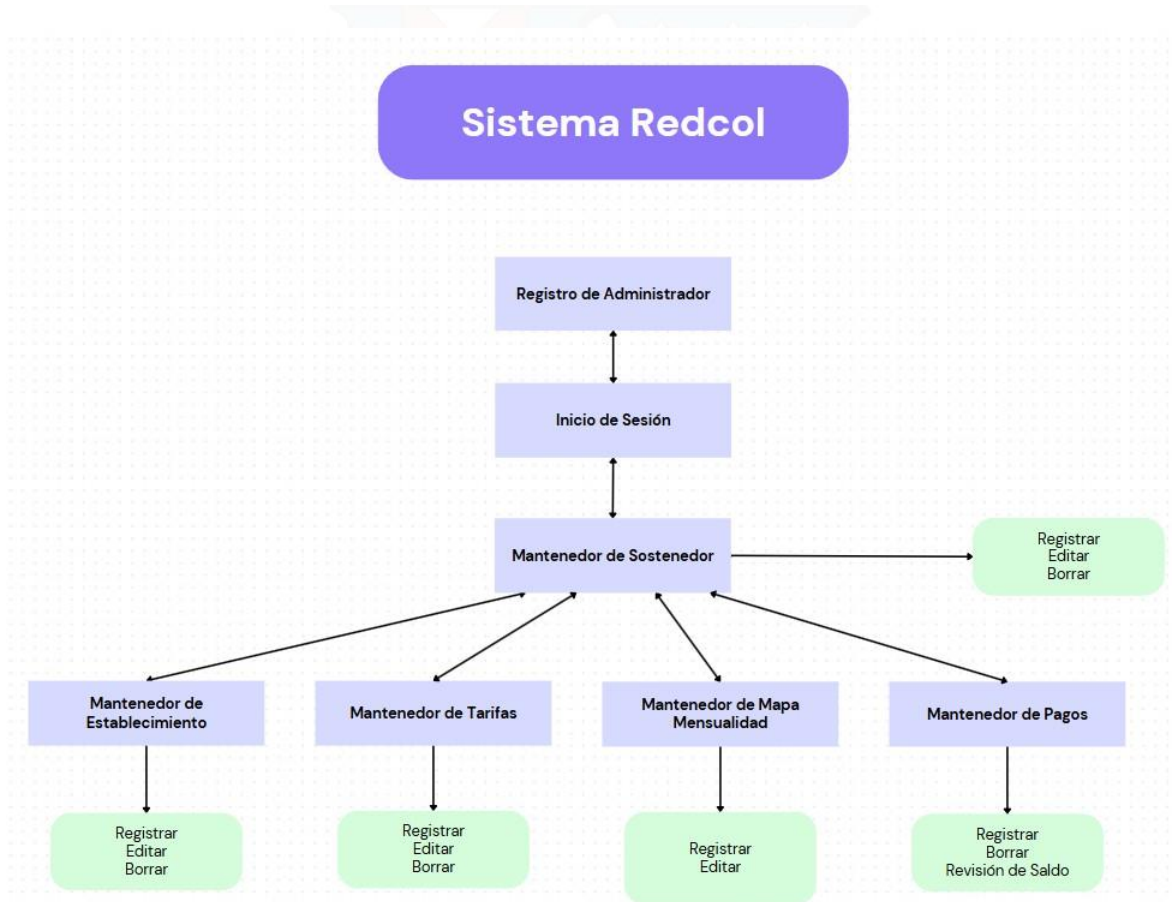 Sistema Redcol
Registro de Administrador
Inicio de Sesión
Mantenedor de Sostenedor
Registrar
Editar
Borrar
Mantenedor de
Establecimiento
Mantenedor de Tarifas
Mantenedor de Mapa
Mensualidad
Mantenedor de Pagos
Registrar
Editar
Borrar
Registrar
Editar
Borrar
Registrar
Editar
Registrar
Borrar
Revisión de Saldo